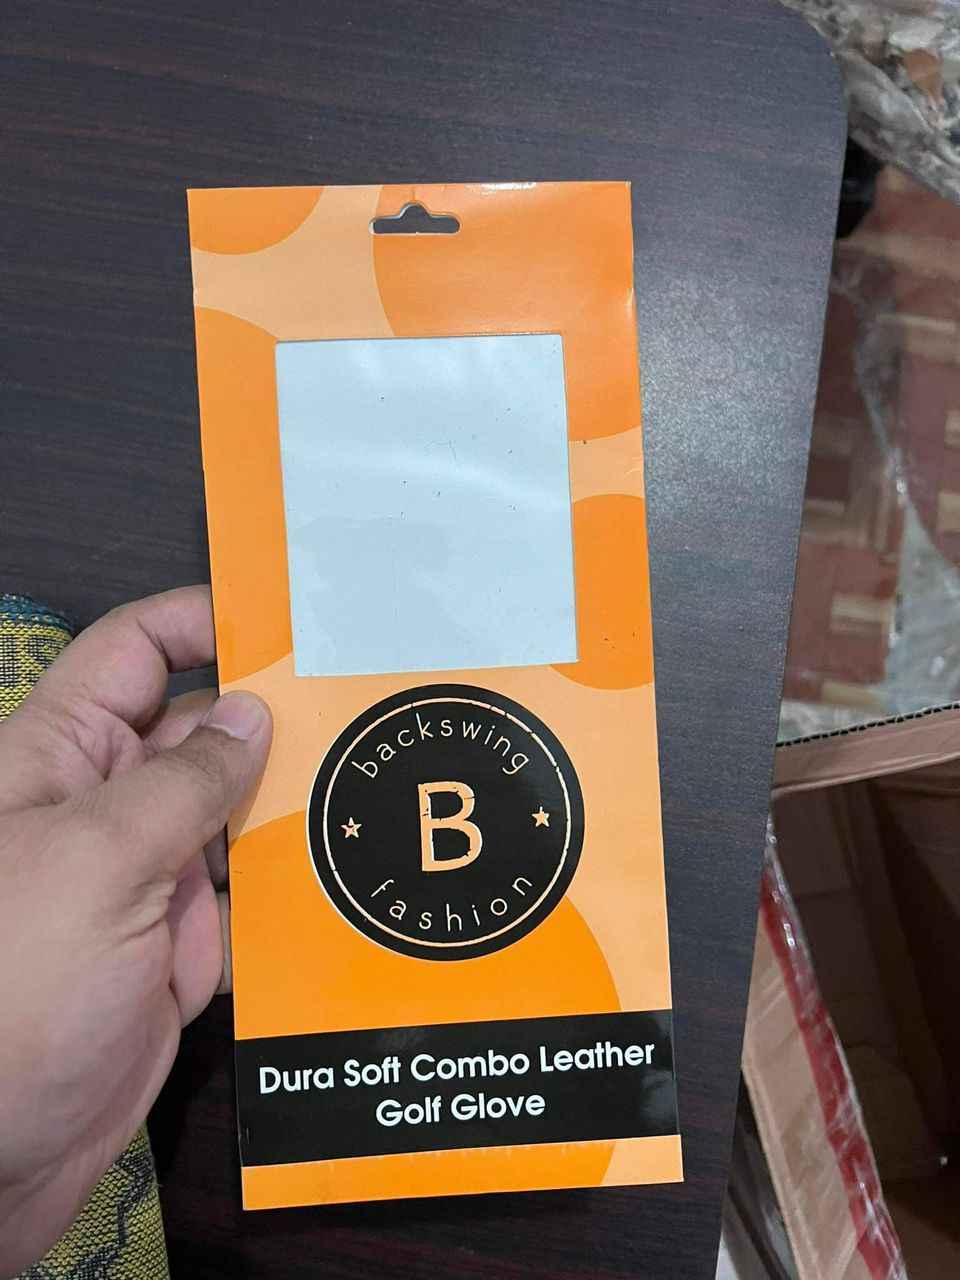 backswing
B
fashion
Dura Soft Combo Leather
Golf Glove